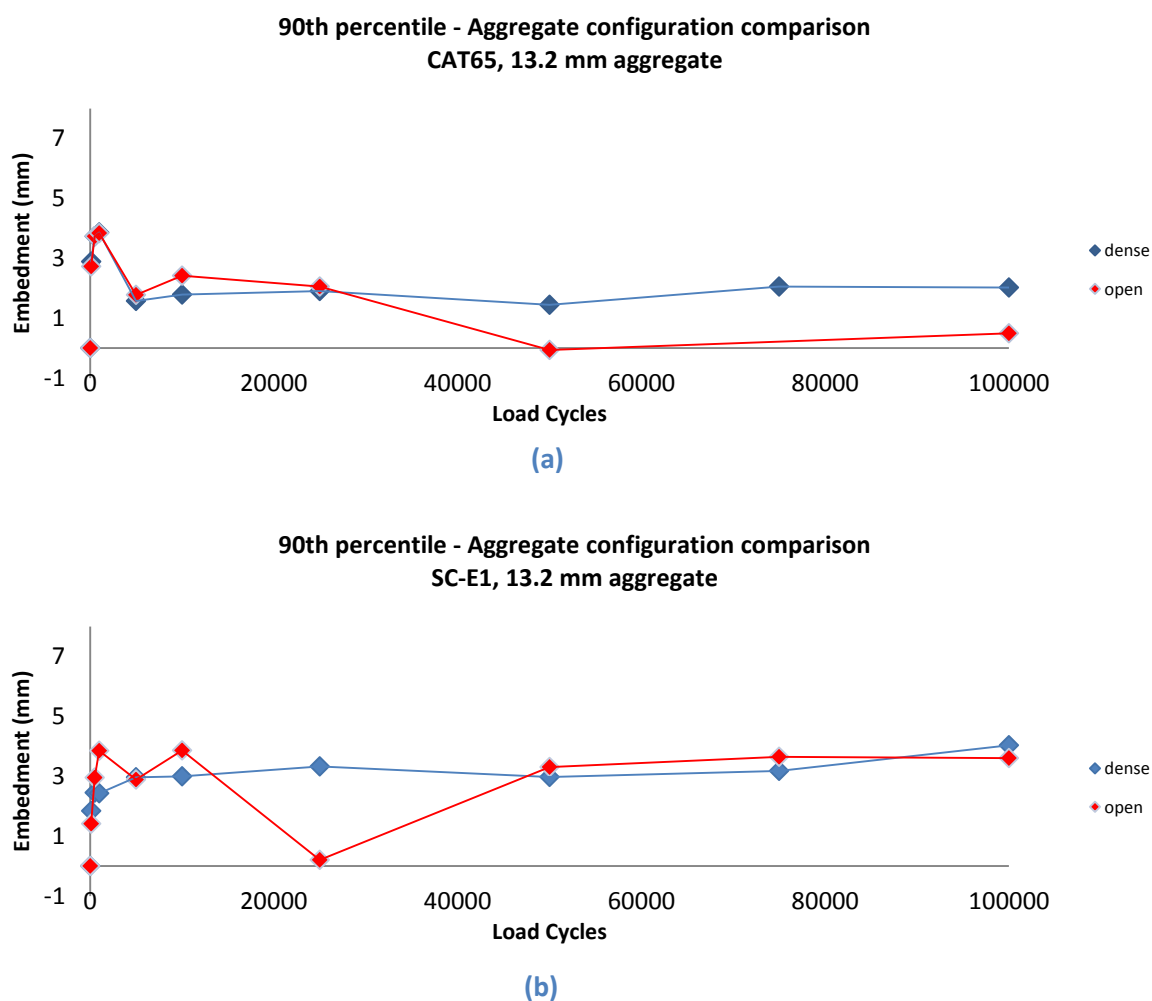 90th percentile - Aggregate configuration comparison
CAT65, 13.2 mm aggregate
7
5
3
1
-1
Embedment (mm)
0 20000 40000 60000 80000 100000
Load Cycles
dense
open
(a)
90th percentile - Aggregate configuration comparison
SC-E1, 13.2 mm aggregate
7
5
3
1
-1
Embedment (mm)
0 20000 40000 60000 80000 100000
Load Cycles
dense
open
(b)